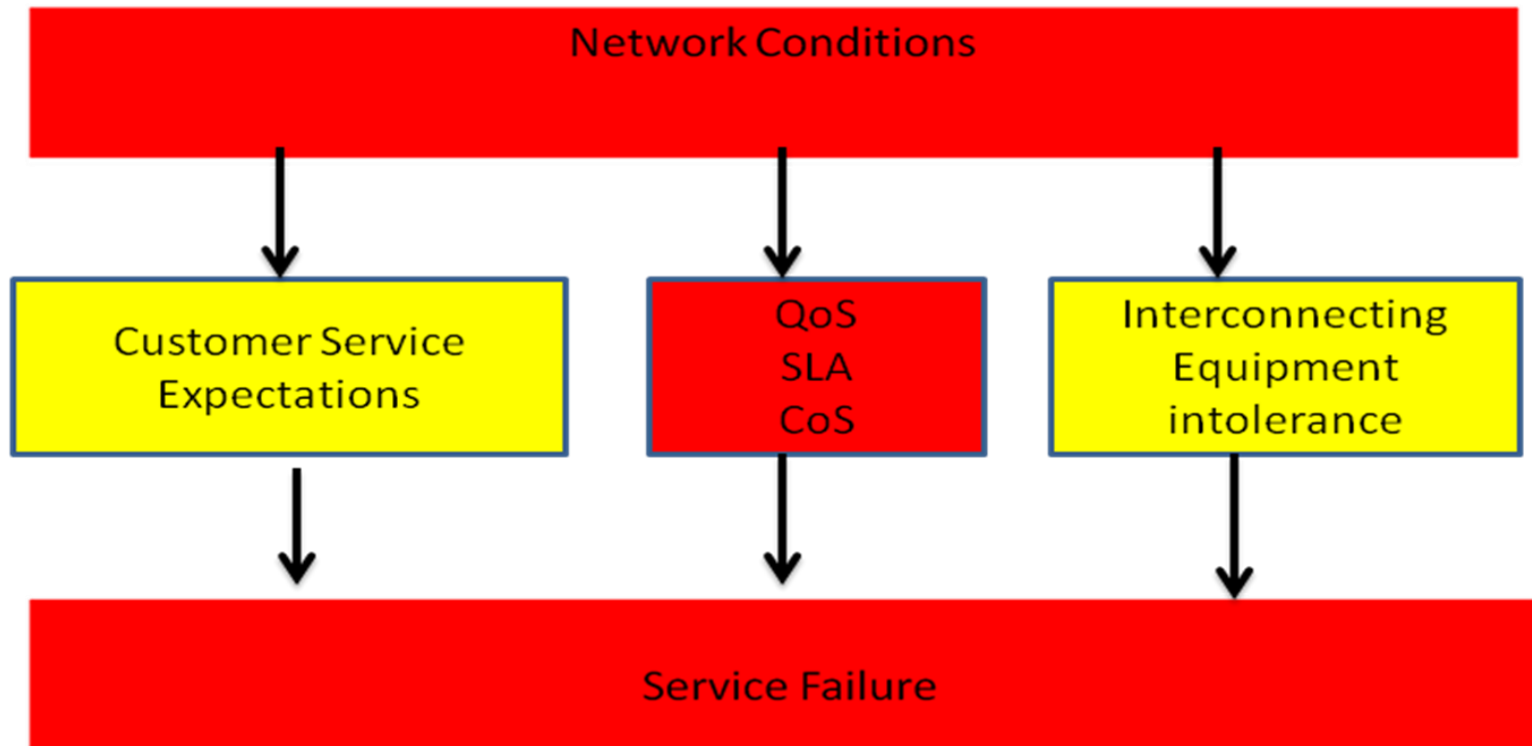 Network Conditions
Customer Service
Expectations
QoS
SLA
CoS
Interconnecting
Equipment
intolerance
Service Failure